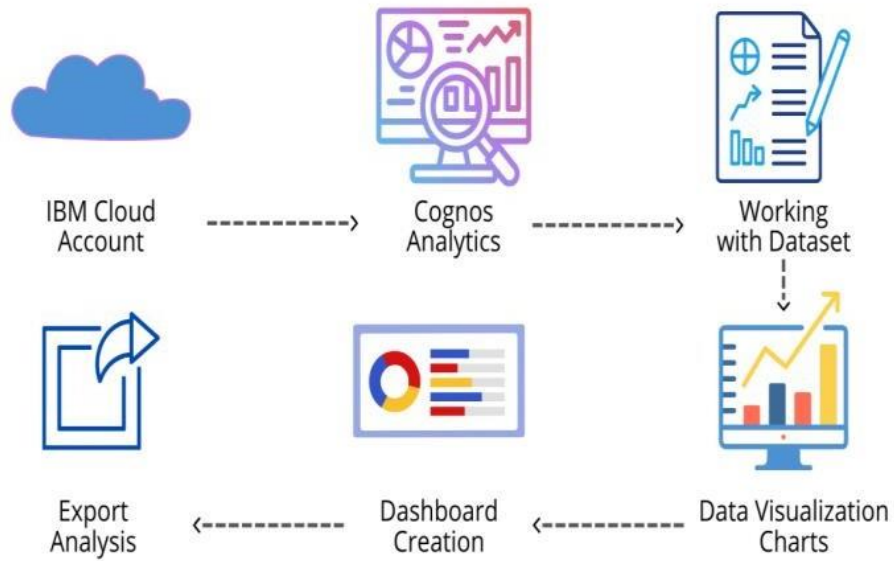 IBM Cloud
Account
Cognos
Analytics
Working
with Dataset
Data Visualization
Charts
Dashboard
Creation
Export
Analysis